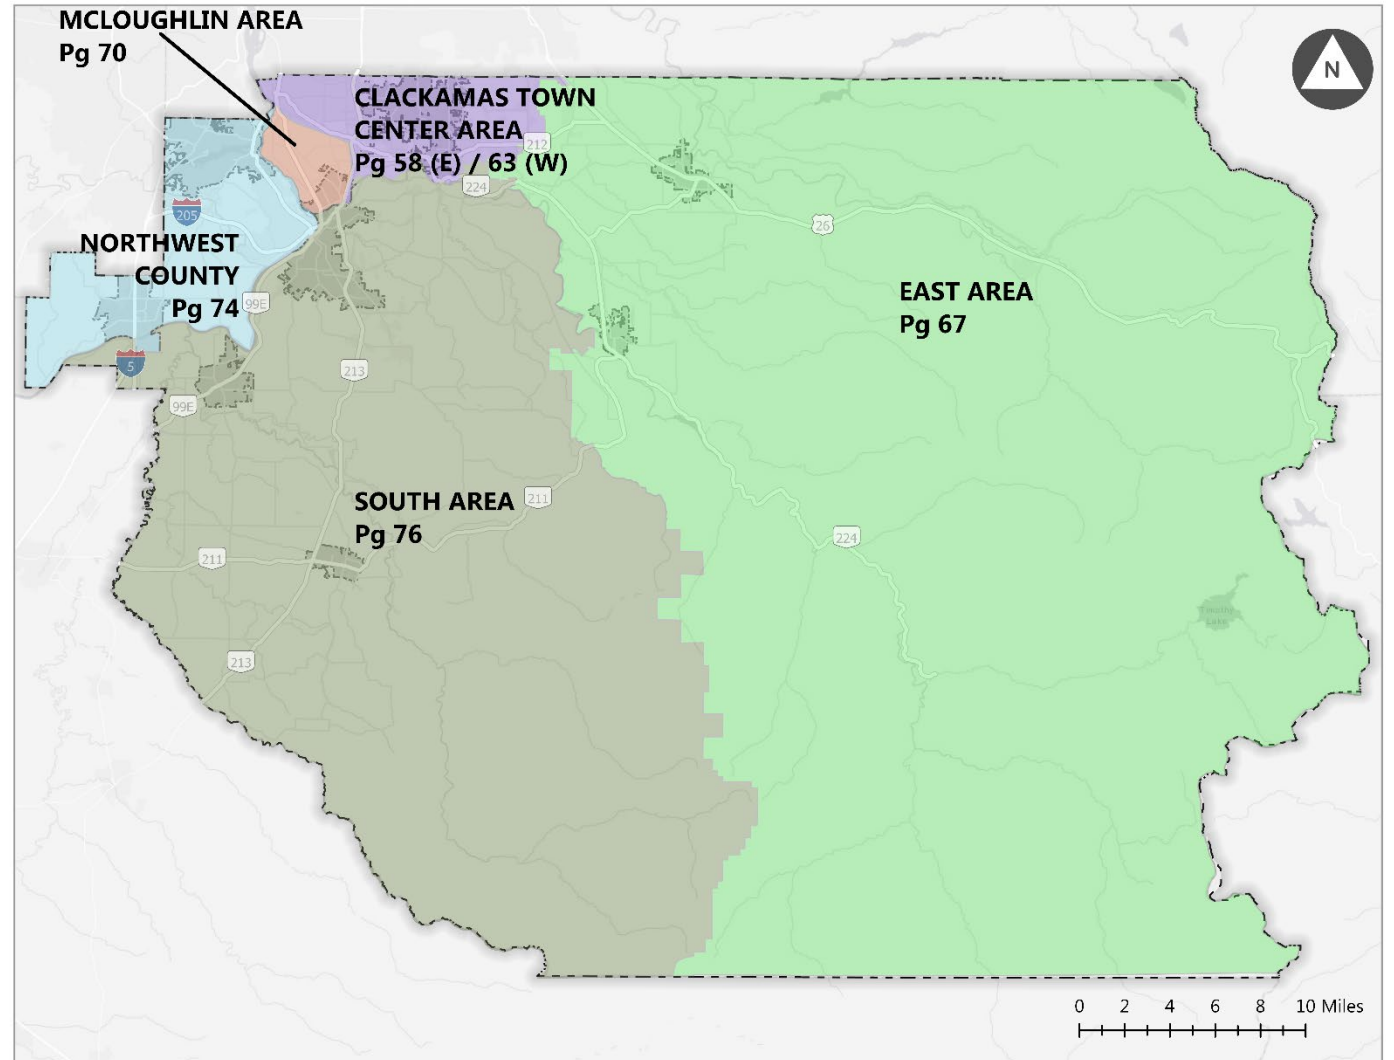 MCLOUGHLIN AREA
Pg 70
N
CLACKAMAS TOWN
CENTER AREA
Pg 58 (E) / 63 (W)
212
224
205
26
NORTHWEST
COUNTY
Pg 74
99E
EAST AREA
Pg 67
5
213
99E
SOUTH AREA
Pg 76
211
224
211
Timothy
Lake
213
0 2 4 6 8 10 Miles